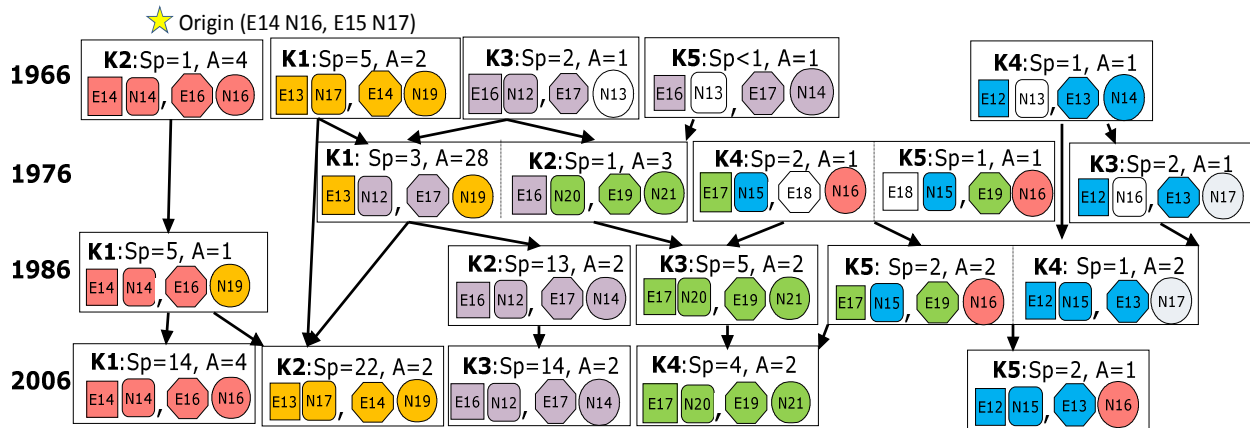 Origin (E14 N16, E15 N17)
1966
K2:Sp=1, A=4
E14 N14, E16 N16
K1:Sp=5, A=2
E13 N17, E14 N19
K3:Sp=2, A=1
E16 N12, E17 N13
K5:Sp<1, A=1
E16 N13, E17 N14
K4:Sp=1, A=1
E12 N13, E13 N14
1976
K1: Sp=3, A=28
E13 N12, E17 N19
K2:Sp=1, A=3
E16 N20, E19 N21
K4:Sp=2, A=1
E17 N15, E18 N16
K5:Sp=1, A=1
E18 N15, E19 N16
K3:Sp=2, A=1
E12 N16, E13 N17
1986
K1:Sp=5, A=1
E14 N14, E16 N19
K2:Sp=13, A=2
E16 N12, E17 N14
K3:Sp=5, A=2
E17 N20, E19 N21
K5: Sp=2, A=2
E17 N15, E19 N16
K4: Sp=1, A=2
E12 N15, E13 N17
2006
K1:Sp=14, A=4
E14 N14, E16 N16
K2:Sp=22, A=2
E13 N17, E14 N19
K3:Sp=14, A=2
E16 N12, E17 N14
K4:Sp=4, A=2
E17 N20, E19 N21
K5:Sp=2, A=1
E12 N15, E13 N16